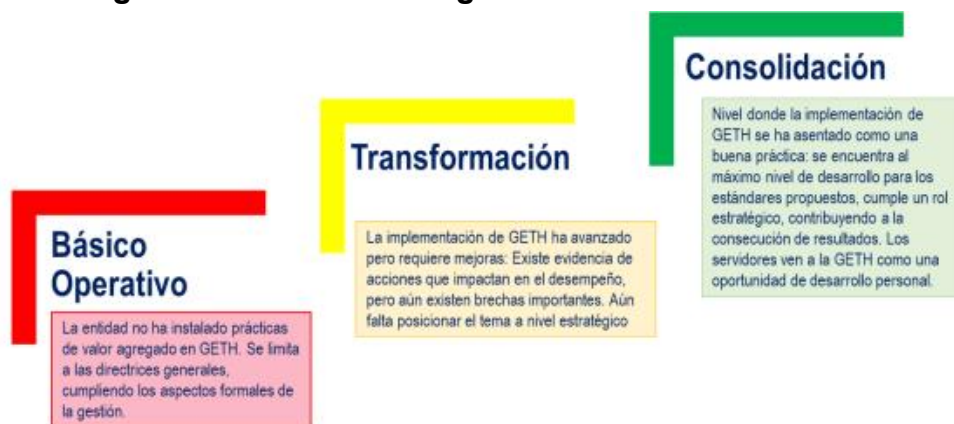 Básico
Operativo
La entidad no ha instalado prácticas
de valor agregado en GETH. Se limita
a las directrices generales,
cumpliendo los aspectos formales de
la gestión.
Transformación
La implementación de GETH ha avanzado
pero requiere mejoras: Existe evidencia de
acciones que impactan en el desempeño,
pero aún existen brechas importantes. Aún
falta posicionar el tema a nivel estratégico
Consolidación
Nivel donde la implementación de
GETH se ha asentado como una
buena práctica: se encuentra al
máximo nivel de desarrollo para los
estándares propuestos, cumple un rol
estratégico, contribuyendo a la
consecución de resultados. Los
servidores ven a la GETH como una
oportunidad de desarrollo personal.